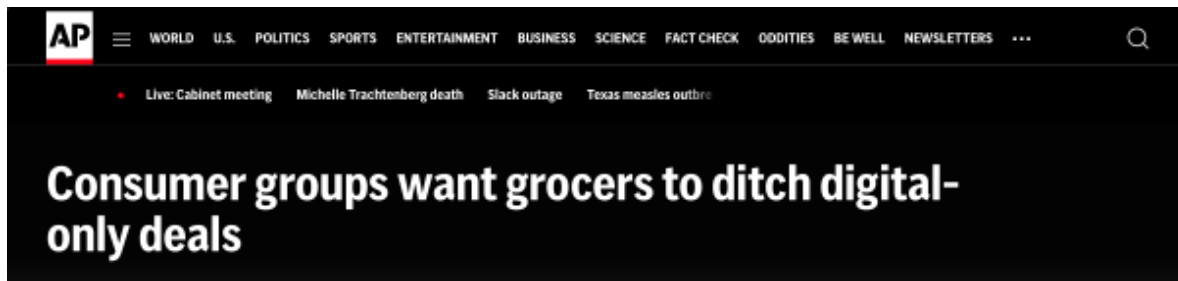 AP WORLD U.S. POLITICS SPORTS ENTERTAINMENT BUSINESS SCIENCE FACT CHECK ODDITIES BE WELL NEWSLETTERS ...
Live: Cabinet meeting Michelle Trachtenberg death Slack outage Texas measles outbre
Consumer groups want grocers to ditch digital-
only deals